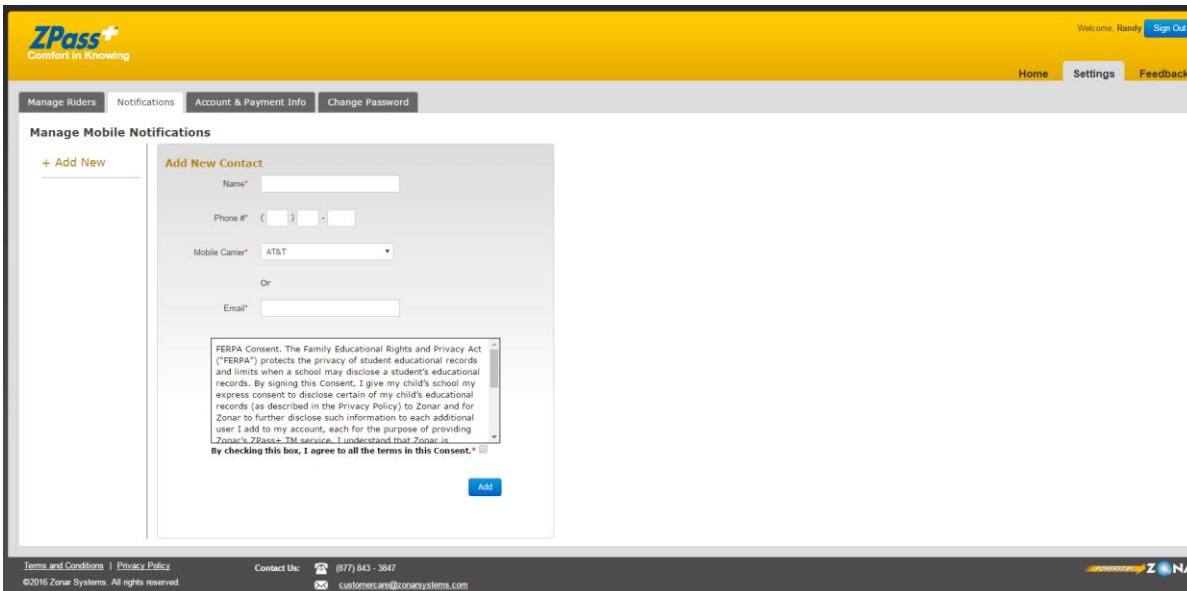 ZPass+
Comfort in Knowing
Welcome, Randy Sign Out
Home Settings Feedback
Manage Riders Notifications Account & Payment Info Change Password
Manage Mobile Notifications
+ Add New
Add New Contact
Name*
Phone #* ( ) -
Mobile Carrier* AT&T
Or
Email*
FERPA Consent. The Family Educational Rights and Privacy Act
("FERPA") protects the privacy of student educational records
and limits when a school may disclose a student's educational
records. By signing this Consent, I give my child's school my
express consent to disclose certain of my child's educational
records (as described in the Privacy Policy) to Zonar and for
Zonar to further disclose such information to each additional
user I add to my account, each for the purpose of providing
Zonar's ZPass+ TM service. I understand that Zonar is
By checking this box, I agree to all the terms in this Consent.*
Add
Terms and Conditions | Privacy Policy
©2016 Zonar Systems. All rights reserved.
Contact Us: (877) 843 - 3847
customercare@zonarsystems.com
POWERED BY ZONA